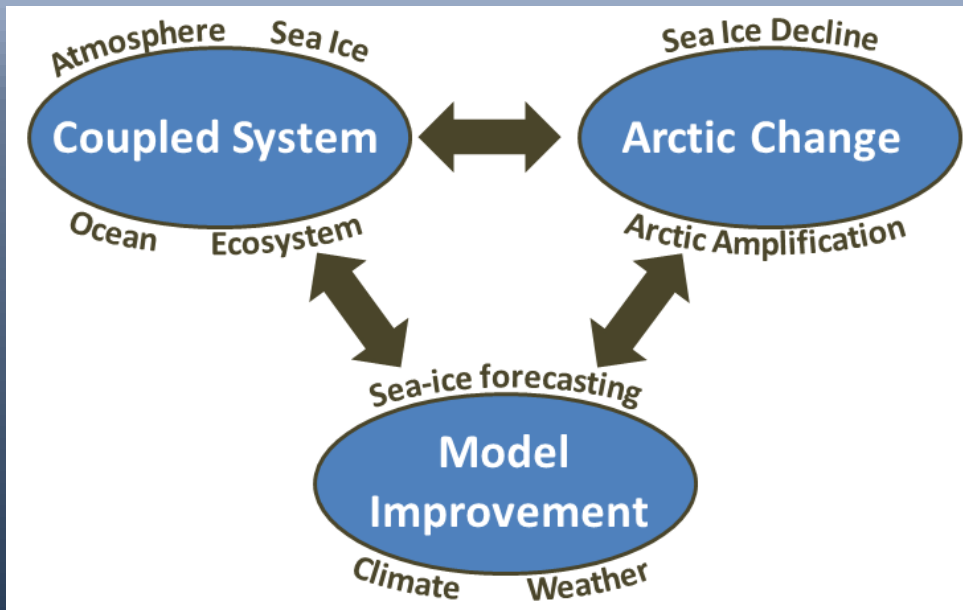 Atmosphere Sea Ice
Coupled System
Ocean Ecosystem
Sea Ice Decline
Arctic Change
Arctic Amplification
Sea-ice forecasting
Model
Improvement
Climate Weather